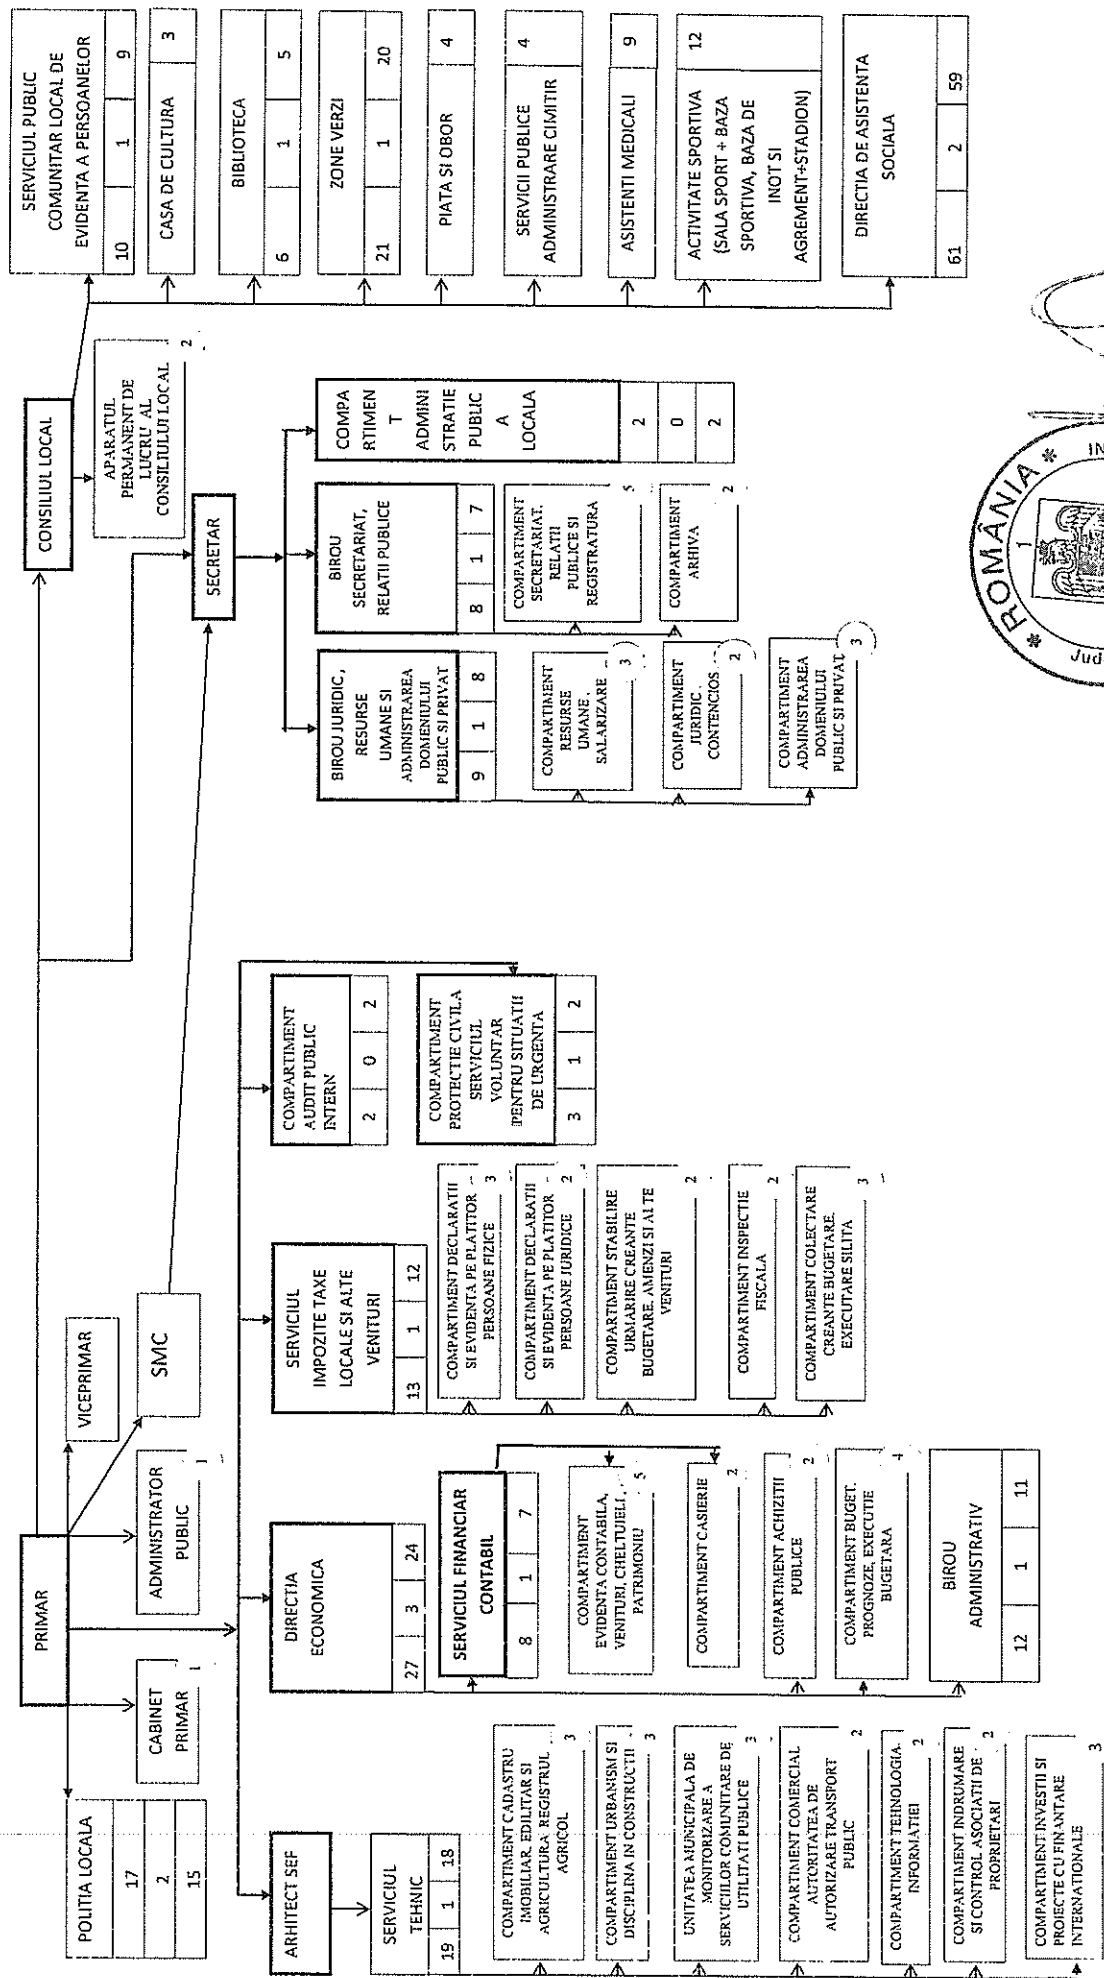 PRIMAR
CONSILIUL LOCAL
POLITIA LOCALA
17
2
15
CABINET
PRIMAR
1
ADMINISTRATOR
PUBLIC
1
VICEPRIMAR
SMC
APARATUL
PERMANENT DE
LUCRU AL
CONSILIULUI LOCAL
2
SECRETAR
ARHITECT SEF
SERVICIUL
TEHNIC
19 1 18
COMPARTIMENT CADASTRU
IMOBILIAR, EDILITAR SI
AGRICULTURA REGISTRUL
AGRICOL
3
COMPARTIMENT URBANISM SI
DISCIPLINA IN CONSTRUCTII
3
UNITATEA MUNICIPALA DE
MONITORIZARE A
SERVICIILOR COMUNITARE DE
UTILITATI PUBLICE
3
COMPARTIMENT COMERCIAL
AUTORITATEA DE
AUTORIZARE TRANSPORT
PUBLIC
2
COMPARTIMENT TEHNOLOGIA
INFORMATIEI
2
COMPARTIMENT INDRUMARE
SI CONTROL ASOCIATII DE
PROPRIETARI
2
COMPARTIMENT INVESTII SI
PROIECTE CU FINANTARE
INTERNATIONALE
3
DIRECTIA
ECONOMICA
27 3 24
SERVICIUL FINANCIAR
CONTABIL
8 1 7
COMPARTIMENT
EVIDENTA CONTABILA,
VENITURI, CHELTUIELI,
PATRIMONIU
5
COMPARTIMENT CASIERIE
2
COMPARTIMENT ACHIZITII
PUBLICE
2
COMPARTIMENT BUGET,
PROGNOZE, EXECUTIE
BUGETARA
4
BIROU
ADMINISTRATIV
12 1 11
SERVICIUL
IMPOZITE TAXE
LOCALE SI ALTE
VENITURI
13 1 12
COMPARTIMENT DECLARATII
SI EVIDENTA PE PLATITOR -
PERSOANE FIZICE
3
COMPARTIMENT DECLARATII
SI EVIDENTA PE PLATITOR -
PERSOANE JURIDICE
2
COMPARTIMENT STABILIRE
URMARIRE CREANTE
BUGETARE, AMENZI SI ALTE
VENITURI
2
COMPARTIMENT INSPECTIE
FISCALA
2
COMPARTIMENT COLECTARE
CREANTE BUGETARE,
EXECUTARE SILITA
3
COMPARTIMENT
AUDIT PUBLIC
INTERN
2 0 2
COMPARTIMENT
PROTECTIE CIVILA
SERVICIUL
VOLUNTAR
PENTRU SITUATII
DE URGENTA
3 1 2
BIROU JURIDIC,
RESURSE
UMANE SI
ADMINISTRAREA
DOMENIULUI
PUBLIC SI PRIVAT
9 1 8
COMPARTIMENT
RESURSE
UMANE,
SALARIZARE
3
COMPARTIMENT
JURIDIC,
CONTENCIOS
2
COMPARTIMENT
ADMINISTRAREA
DOMENIULUI
PUBLIC SI PRIVAT
3
BIROU
SECRETARIAT,
RELATII PUBLICE
8 1 7
COMPARTIMENT
SECRETARIAT,
RELATII
PUBLICE SI
REGISTRATURA
5
COMPARTIMENT
ARHIVA
2
COMPA
RTIMEN
T
ADMINI
STRATIE
PUBLIC
A
LOCALA
2
0
2
SERVICIUL PUBLIC
COMUNITAR LOCAL DE
EVIDENTA A PERSOANELOR
10 1 9
CASA DE CULTURA
3
BIBLIOTECA
6 1 5
ZONE VERZI
21 1 20
PIATA SI OBOR
4
SERVICII PUBLICE
ADMINISTRARE CIMITIR
4
ASISTENTI MEDICALI
9
ACTIVITATE SPORTIVA
(SALA SPORT + BAZA
SPORTIVA, BAZA DE
INOT SI
AGREMENT+STADION)
12
DIRECTIA DE ASISTENTA
SOCIALA
61 2 59
* ROMÂNIA *
1